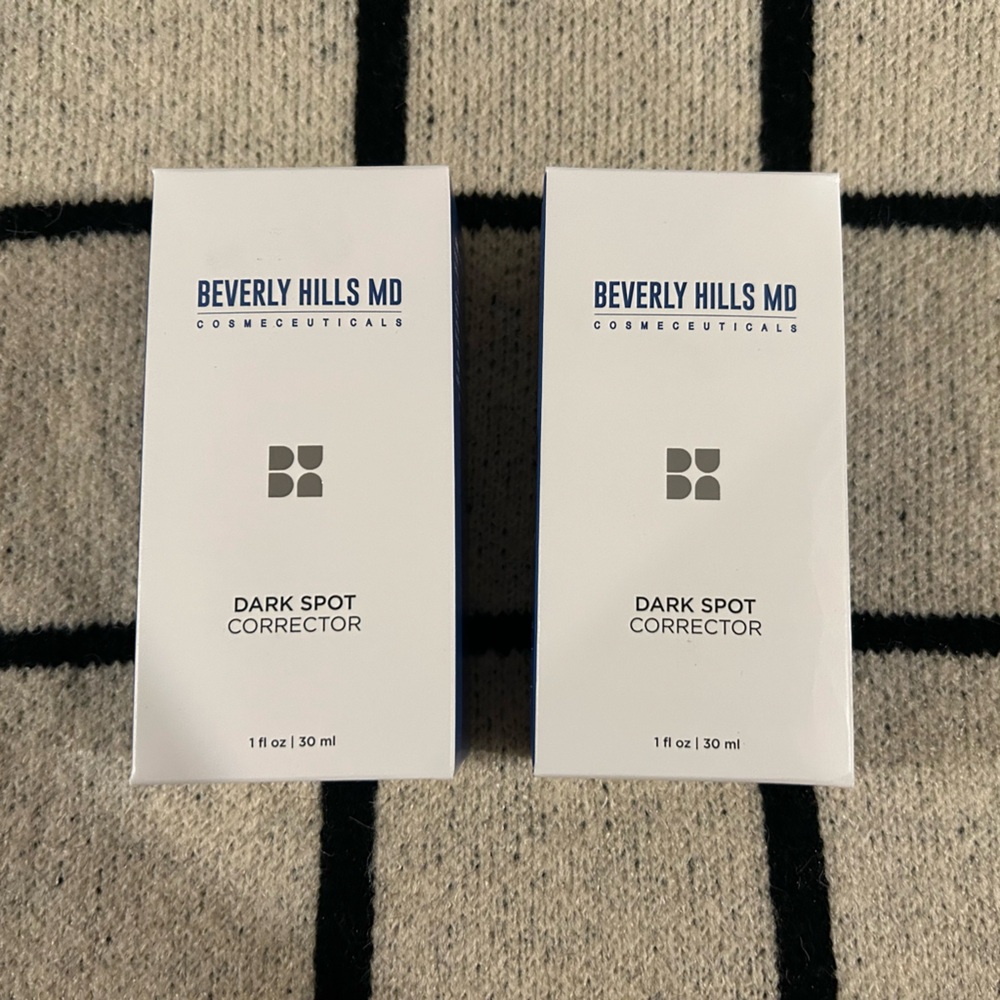 BEVERLY HILLS MD
COSMECEUTICALS
DARK SPOT
CORRECTOR
1 fl oz | 30 ml
BEVERLY HILLS MD
COSMECEUTICALS
DARK SPOT
CORRECTOR
1 fl oz | 30 ml